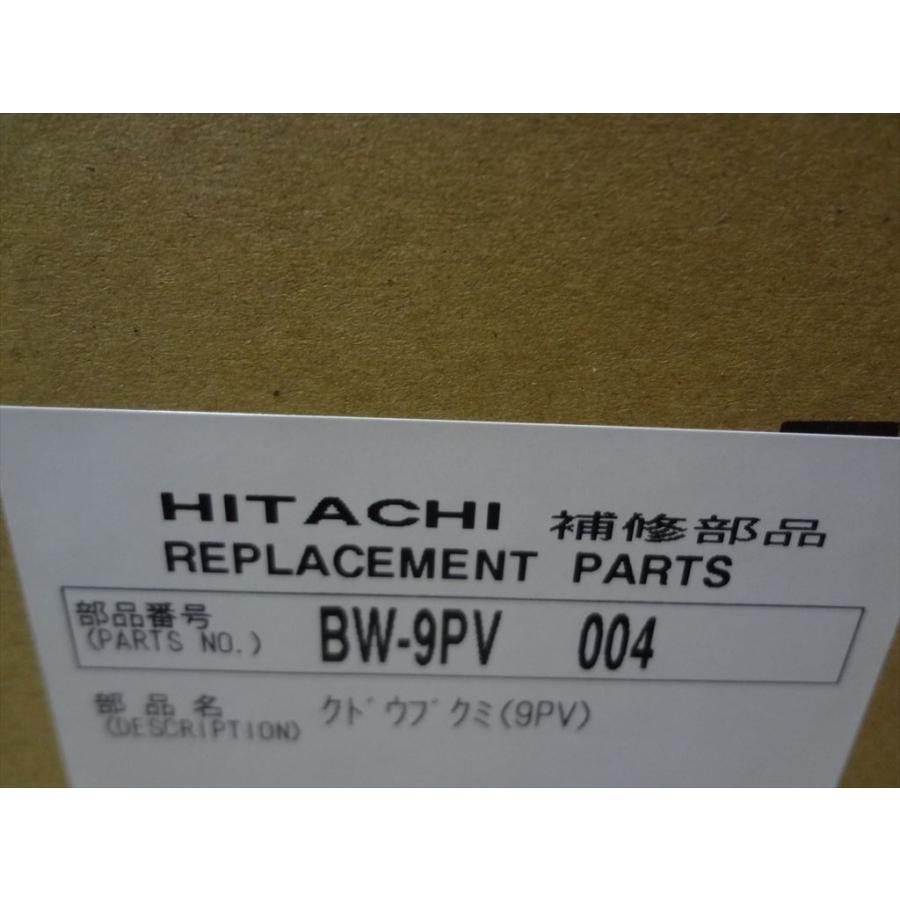 HITACHI 補修部品
REPLACEMENT PARTS
部品番号 BW-9PV 004
(PARTS NO.)
部品名 クドウブクミ(9PV)
(DESCRIPTION)